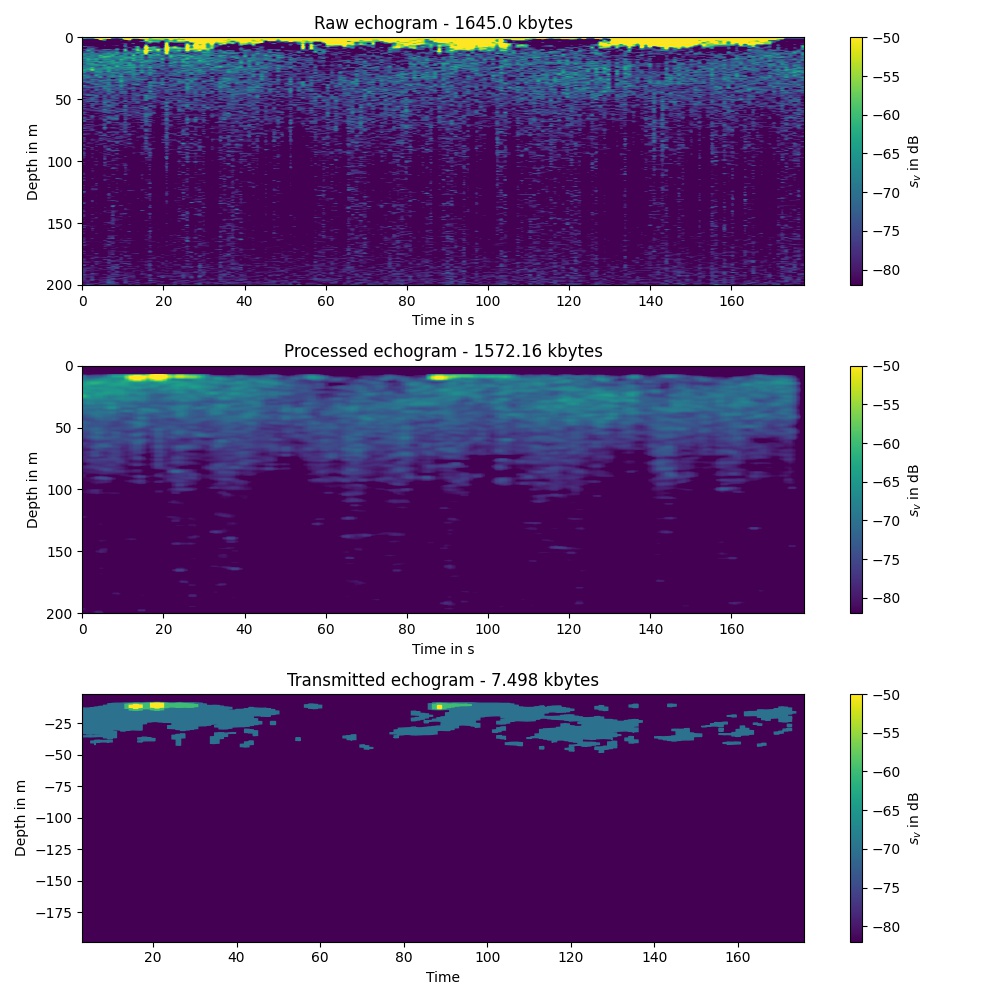 Raw echogram - 1645.0 kbytes
0
50
100
150
200
Depth in m
0 20 40 60 80 100 120 140 160
Time in s
−50
−55
−60
−65
−70
−75
−80
sv in dB
Processed echogram - 1572.16 kbytes
0
50
100
150
200
Depth in m
0 20 40 60 80 100 120 140 160
Time in s
−50
−55
−60
−65
−70
−75
−80
sv in dB
Transmitted echogram - 7.498 kbytes
−25
−50
−75
−100
−125
−150
−175
Depth in m
20 40 60 80 100 120 140 160
Time
−50
−55
−60
−65
−70
−75
−80
sv in dB